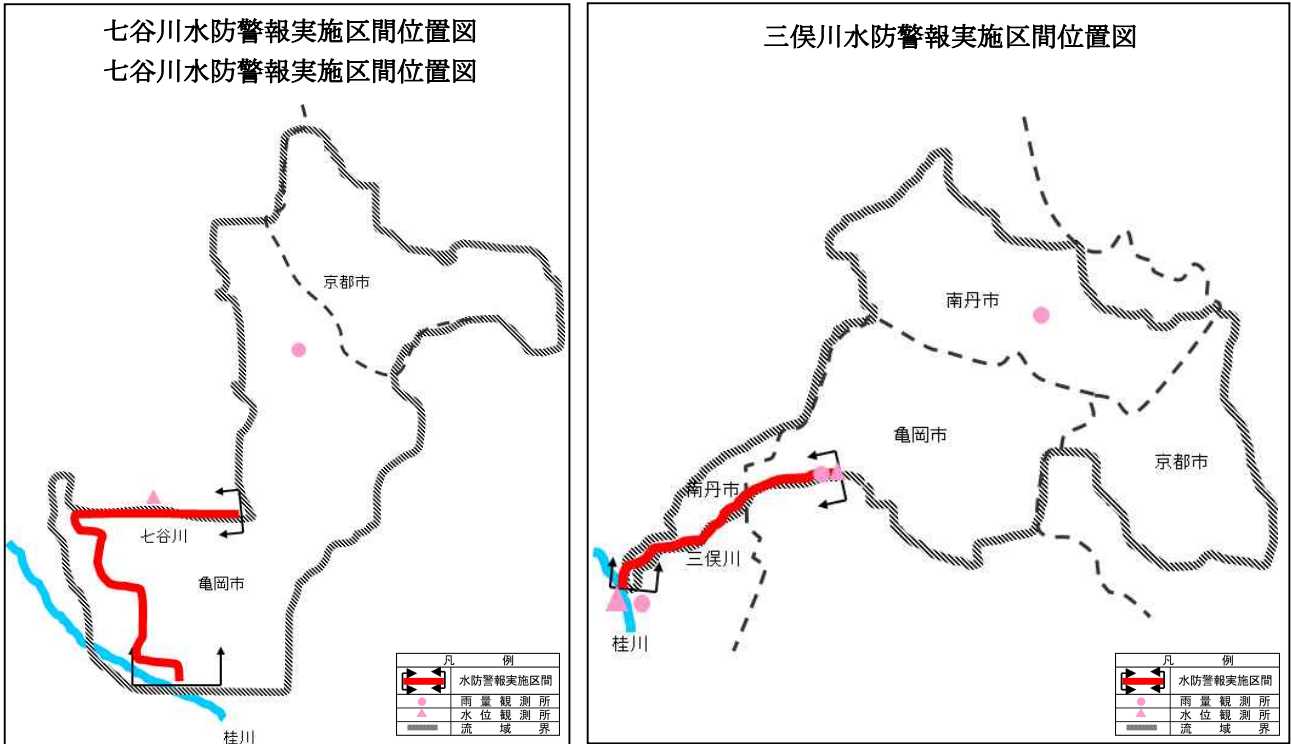 七谷川水防警報実施区間位置図
七谷川水防警報実施区間位置図
京都市
七谷川
亀岡市
桂川
凡 例
水防警報実施区間
雨量観測所
水位観測所
流域界
三俣川水防警報実施区間位置図
南丹市
亀岡市
京都市
南丹市
三俣川
桂川
凡 例
水防警報実施区間
雨量観測所
水位観測所
流域界